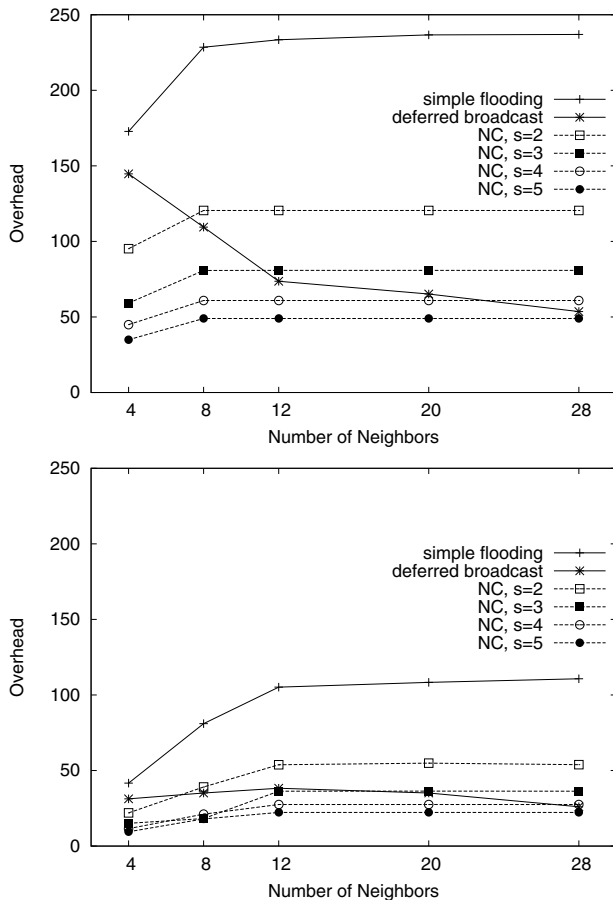 250
200
150
100
50
0
Overhead
simple flooding
deferred broadcast
NC, s=2
NC, s=3
NC, s=4
NC, s=5
4 8 12 20 28
Number of Neighbors
250
200
150
100
50
0
Overhead
simple flooding
deferred broadcast
NC, s=2
NC, s=3
NC, s=4
NC, s=5
4 8 12 20 28
Number of Neighbors